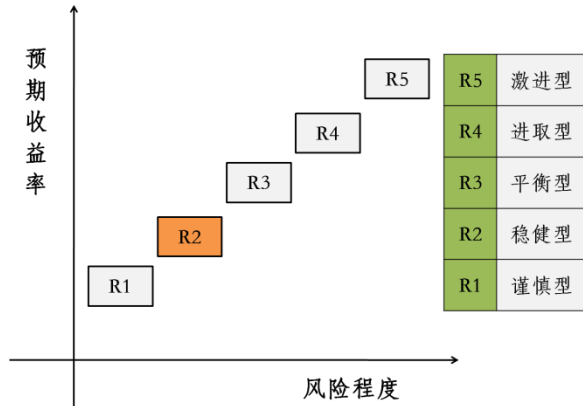 预期收益率
R5
R4
R3
R2
R1
风险程度
R5 激进型
R4 进取型
R3 平衡型
R2 稳健型
R1 谨慎型